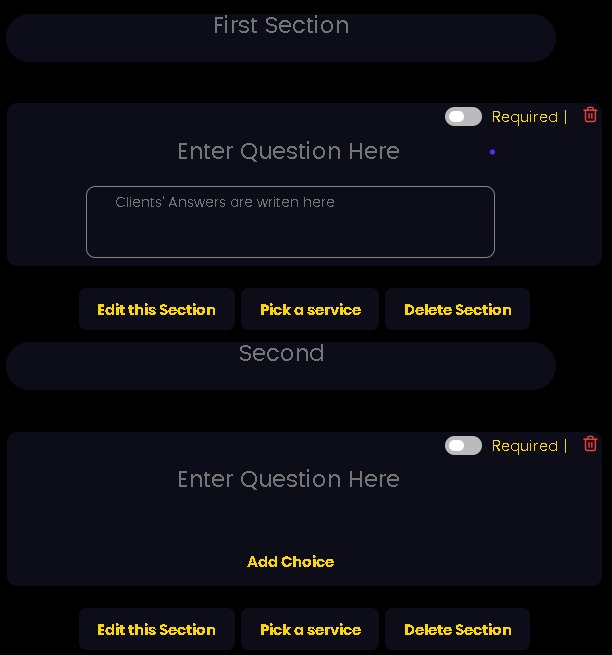 First Section
Required |
Enter Question Here
Clients' Answers are writen here
Edit this Section Pick a service Delete Section
Second
Required |
Enter Question Here
Add Choice
Edit this Section Pick a service Delete Section